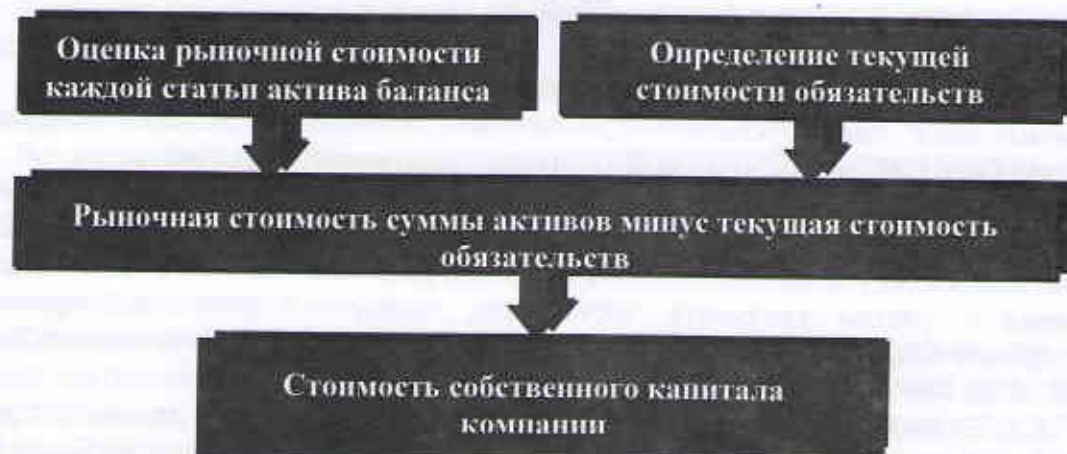 Оценка рыночной стоимости
каждой статьи актива баланса
Определение текущей
стоимости обязательств
Рыночная стоимость суммы активов минус текущая стоимость
обязательств
Стоимость собственного капитала
компании